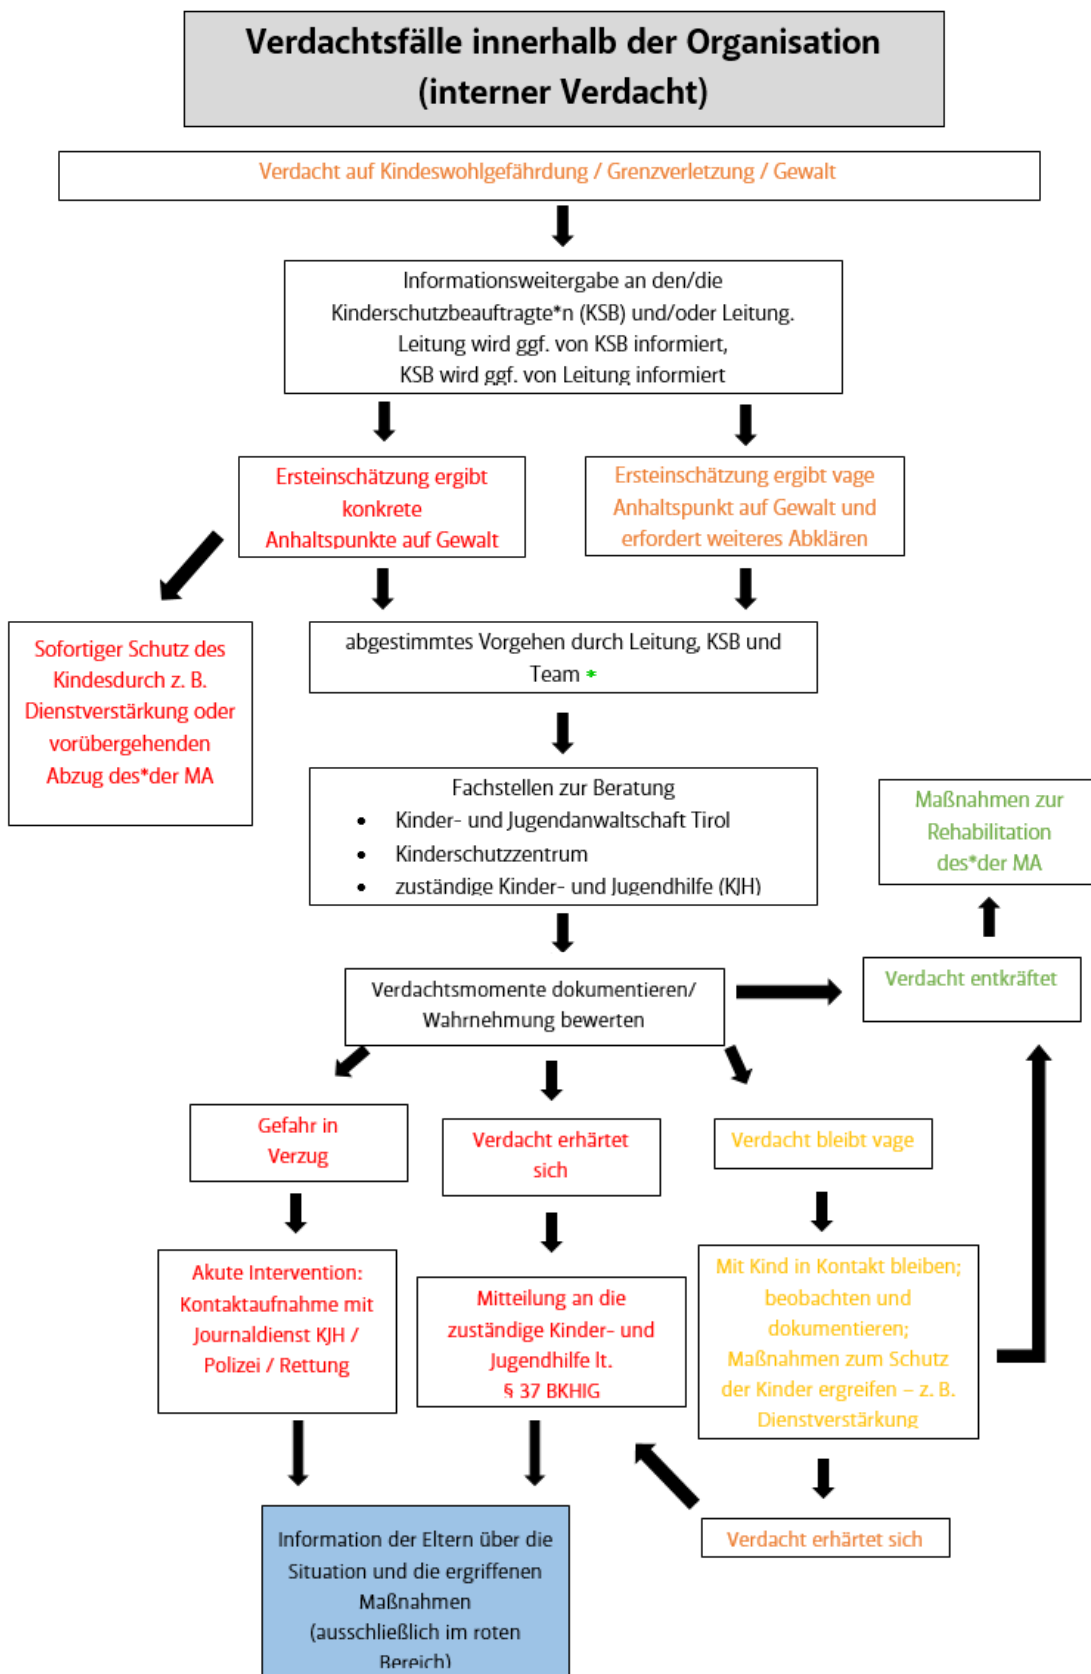 Verdachtsfälle innerhalb der Organisation
(interner Verdacht)
Verdacht auf Kindeswohlgefährdung / Grenzverletzung / Gewalt
Informationsweitergabe an den/die
Kinderschutzbeauftragte*n (KSB) und/oder Leitung.
Leitung wird ggf. von KSB informiert,
KSB wird ggf. von Leitung informiert
Ersteinschätzung ergibt
konkrete
Anhaltspunkte auf Gewalt
Ersteinschätzung ergibt vage
Anhaltspunkt auf Gewalt und
erfordert weiteres Abklären
Sofortiger Schutz des
Kindesdurch z. B.
Dienstverstärkung oder
vorübergehenden
Abzug des*der MA
abgestimmtes Vorgehen durch Leitung, KSB und
Team *
Fachstellen zur Beratung
• Kinder- und Jugendanwaltschaft Tirol
• Kinderschutzzentrum
• zuständige Kinder- und Jugendhilfe (KJH)
Maßnahmen zur
Rehabilitation
des*der MA
Verdacht entkräftet
Verdachtsmomente dokumentieren/
Wahrnehmung bewerten
Gefahr in
Verzug
Verdacht erhärtet
sich
Verdacht bleibt vage
Akute Intervention:
Kontaktaufnahme mit
Journaldienst KJH /
Polizei / Rettung
Mitteilung an die
zuständige Kinder- und
Jugendhilfe lt.
§ 37 BKHIG
Mit Kind in Kontakt bleiben;
beobachten und
dokumentieren;
Maßnahmen zum Schutz
der Kinder ergreifen – z. B.
Dienstverstärkung
Verdacht erhärtet sich
Information der Eltern über die
Situation und die ergriffenen
Maßnahmen
(ausschließlich im roten
Bereich)